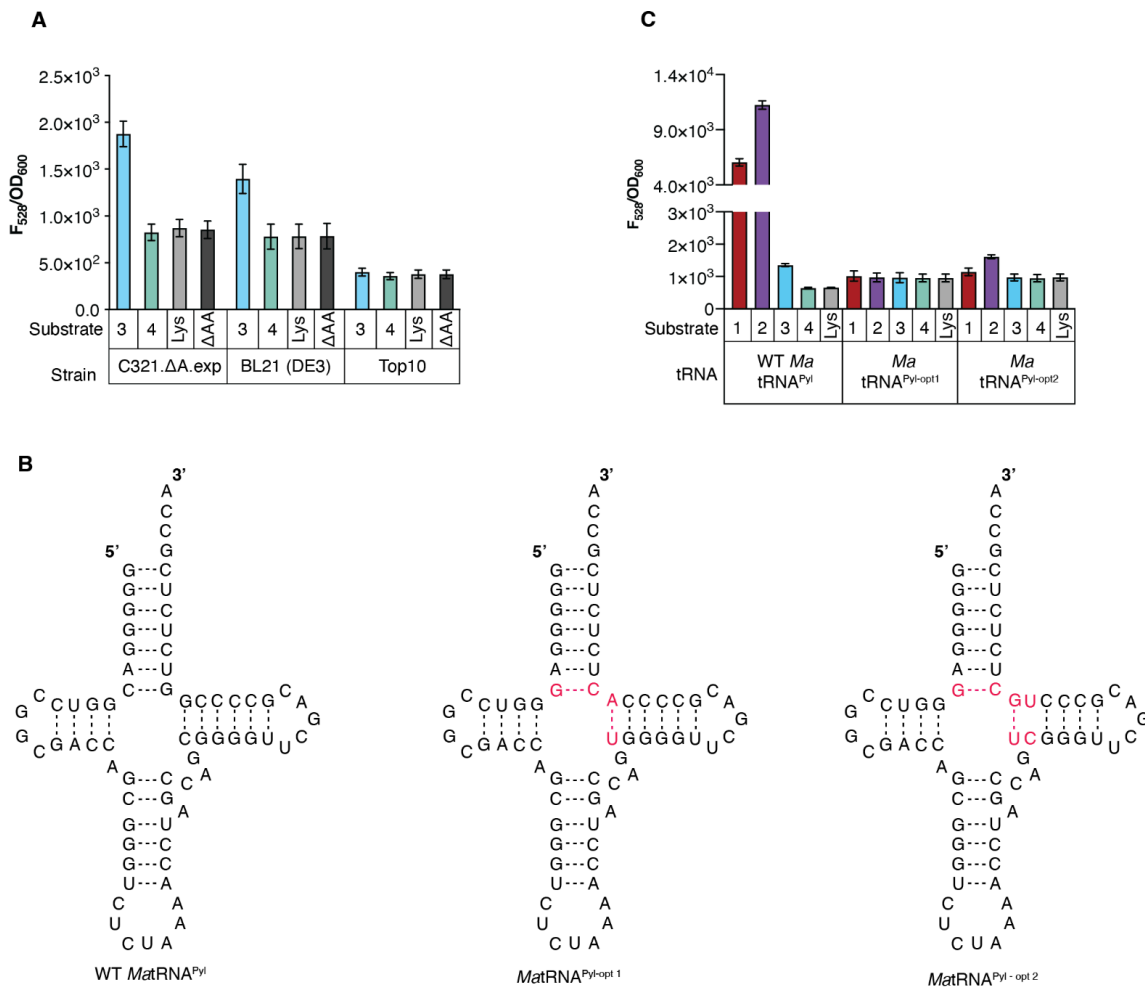 A
F528/OD600
2.5×10³
2.0×10³
1.5×10³
1.0×10³
5.0×10²
0.0
Substrate 3 4 Lys ΔAA 3 4 Lys ΔAA 3 4 Lys ΔAA
Strain C321.ΔA.exp BL21 (DE3) Top10
C
F528/OD600
1.4×10⁴
9.0×10³
4.0×10³
3×10³
2×10³
1×10³
0
Substrate 1 2 3 4 Lys 1 2 3 4 Lys 1 2 3 4 Lys
tRNA WT Ma tRNAPyl Ma tRNAPyl-opt1 Ma tRNAPyl-opt2
B
3’ 3’ 3’
5’ 5’ 5’
WT MatRNAPyl
MatRNAPyl-opt 1
MatRNAPyl - opt 2